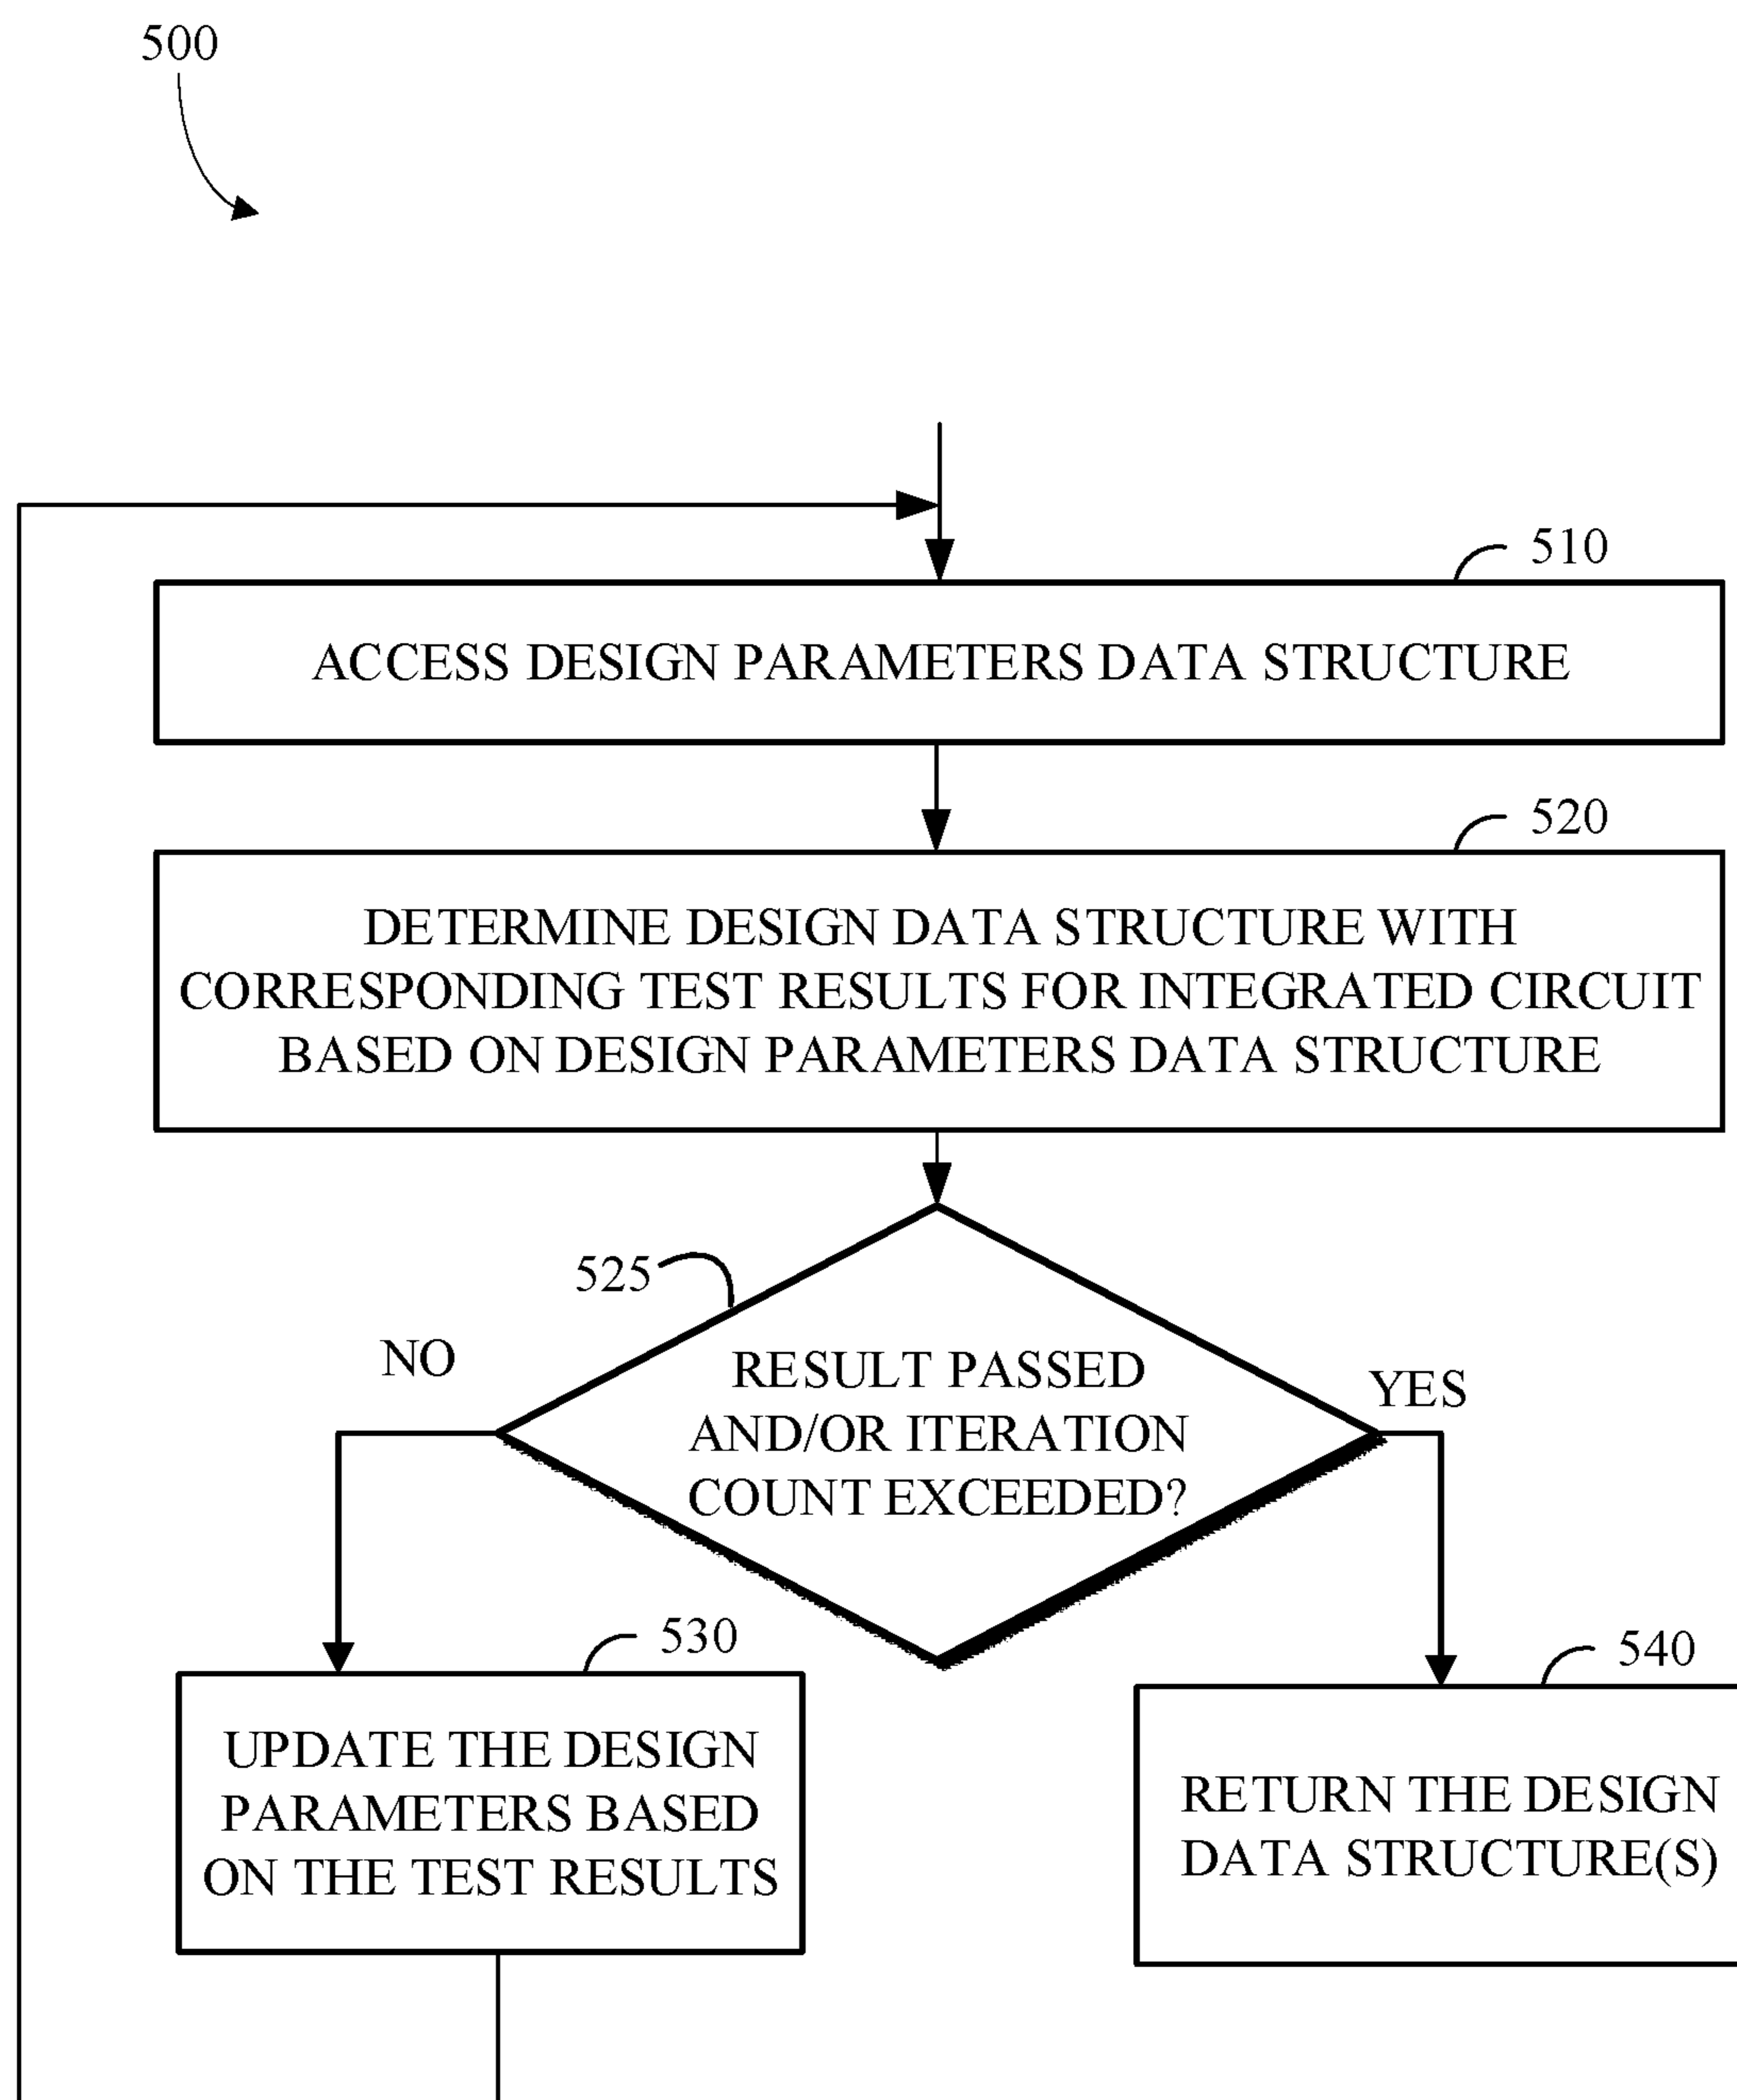 500
510
ACCESS DESIGN PARAMETERS DATA STRUCTURE
520
DETERMINE DESIGN DATA STRUCTURE WITH
CORRESPONDING TEST RESULTS FOR INTEGRATED CIRCUIT
BASED ON DESIGN PARAMETERS DATA STRUCTURE
525
NO
RESULT PASSED
AND/OR ITERATION
COUNT EXCEEDED?
YES
530
UPDATE THE DESIGN
PARAMETERS BASED
ON THE TEST RESULTS
540
RETURN THE DESIGN
DATA STRUCTURE(S)